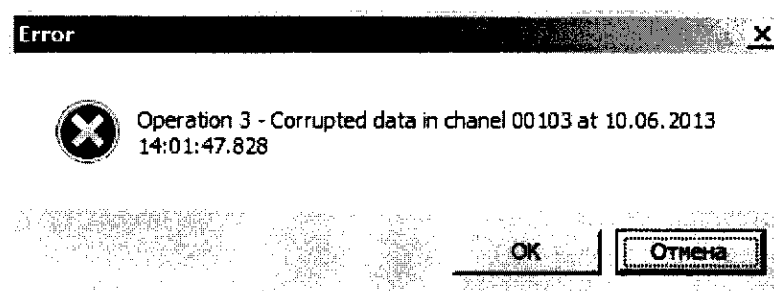 Error
Operation 3 - Corrupted data in chanel 00103 at 10.06.2013
14:01:47.828
OK
Отмена